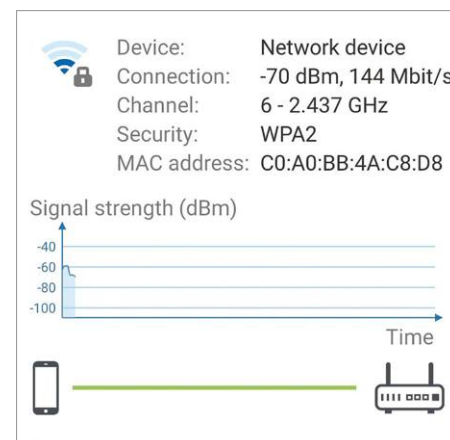 Device: Network device
Connection: -70 dBm, 144 Mbit/s
Channel: 6 - 2.437 GHz
Security: WPA2
MAC address: C0:A0:BB:4A:C8:D8
Signal strength (dBm)
-40
-60
-80
-100
Time